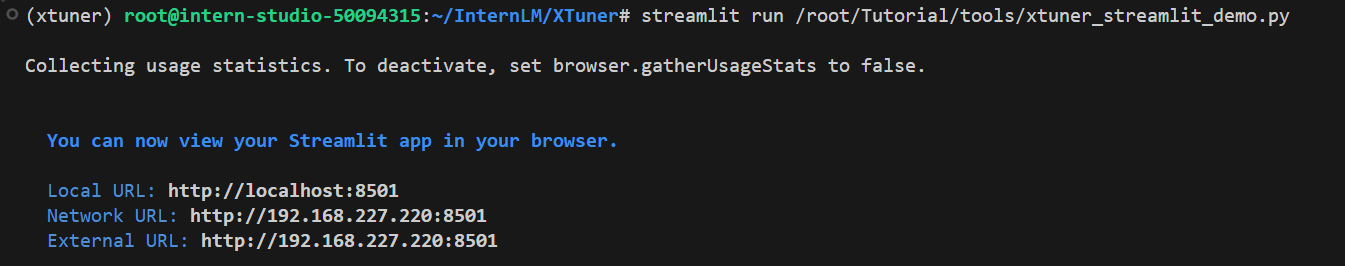 (xtuner) root@intern-studio-50094315:~/InternLM/XTuner# streamlit run /root/Tutorial/tools/xtuner_streamlit_demo.py
Collecting usage statistics. To deactivate, set browser.gatherUsageStats to false.
You can now view your Streamlit app in your browser.
Local URL: http://localhost:8501
Network URL: http://192.168.227.220:8501
External URL: http://192.168.227.220:8501